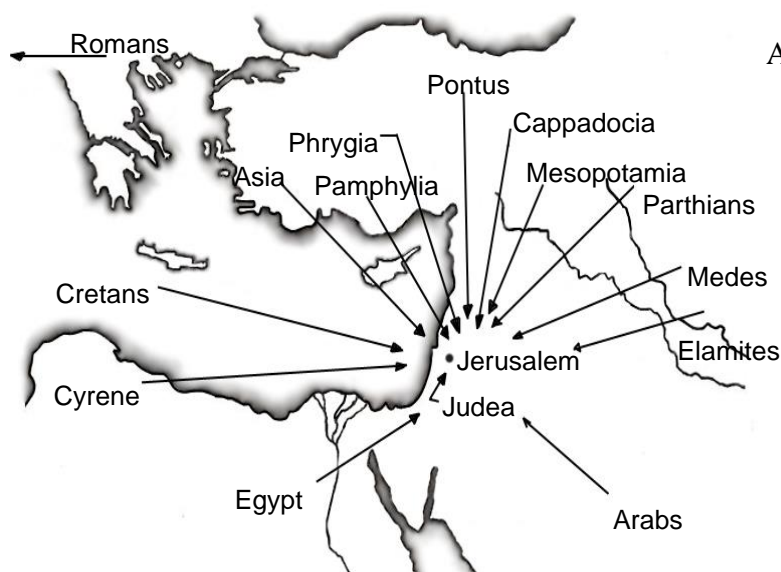 Romans
A
Pontus
Cappadocia
Phrygia
Asia
Pamphylia
Mesopotamia
Parthians
Medes
Cretans
Elamites
Jerusalem
Cyrene
Judea
Egypt
Arabs